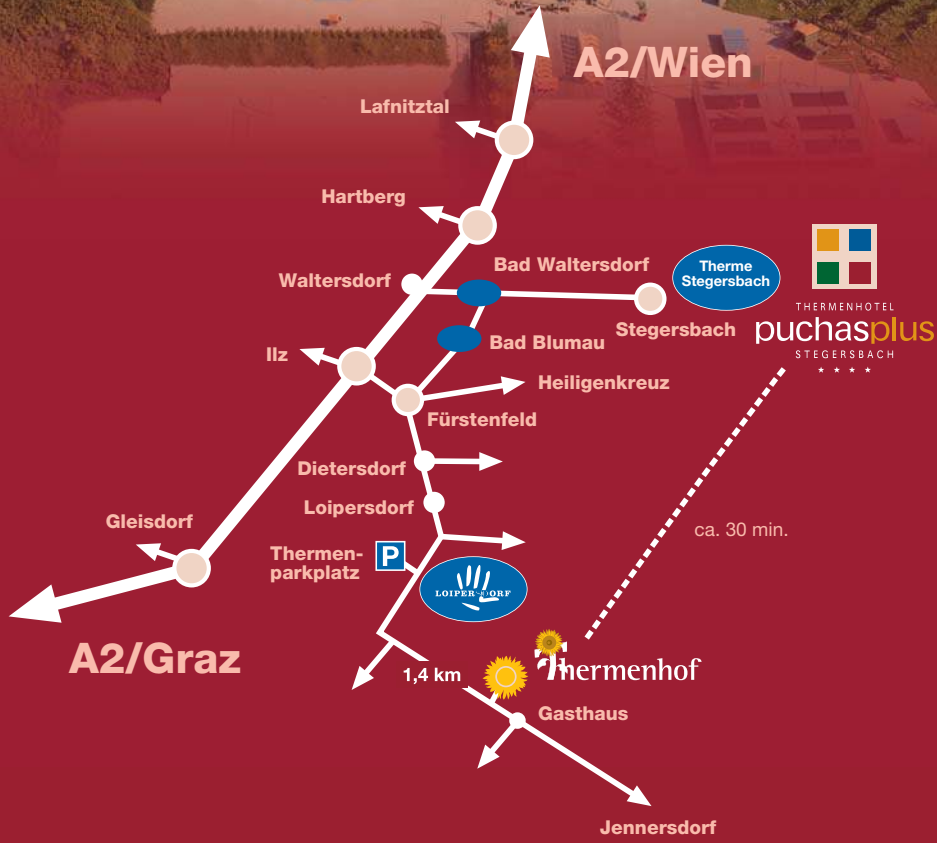 A2/Wien
Lafnitztal
Hartberg
Waltersdorf
Bad Waltersdorf
Therme
Stegersbach
THERMENHOTEL
puchasplus
STEGERSBACH
Stegersbach
Ilz
Bad Blumau
Heiligenkreuz
Fürstenfeld
Dietersdorf
Loipersdorf
Gleisdorf
ca. 30 min.
Thermen-
parkplatz
P
LOIPERSDORF
A2/Graz
1,4 km
Thermenhof
Gasthaus
Jennersdorf